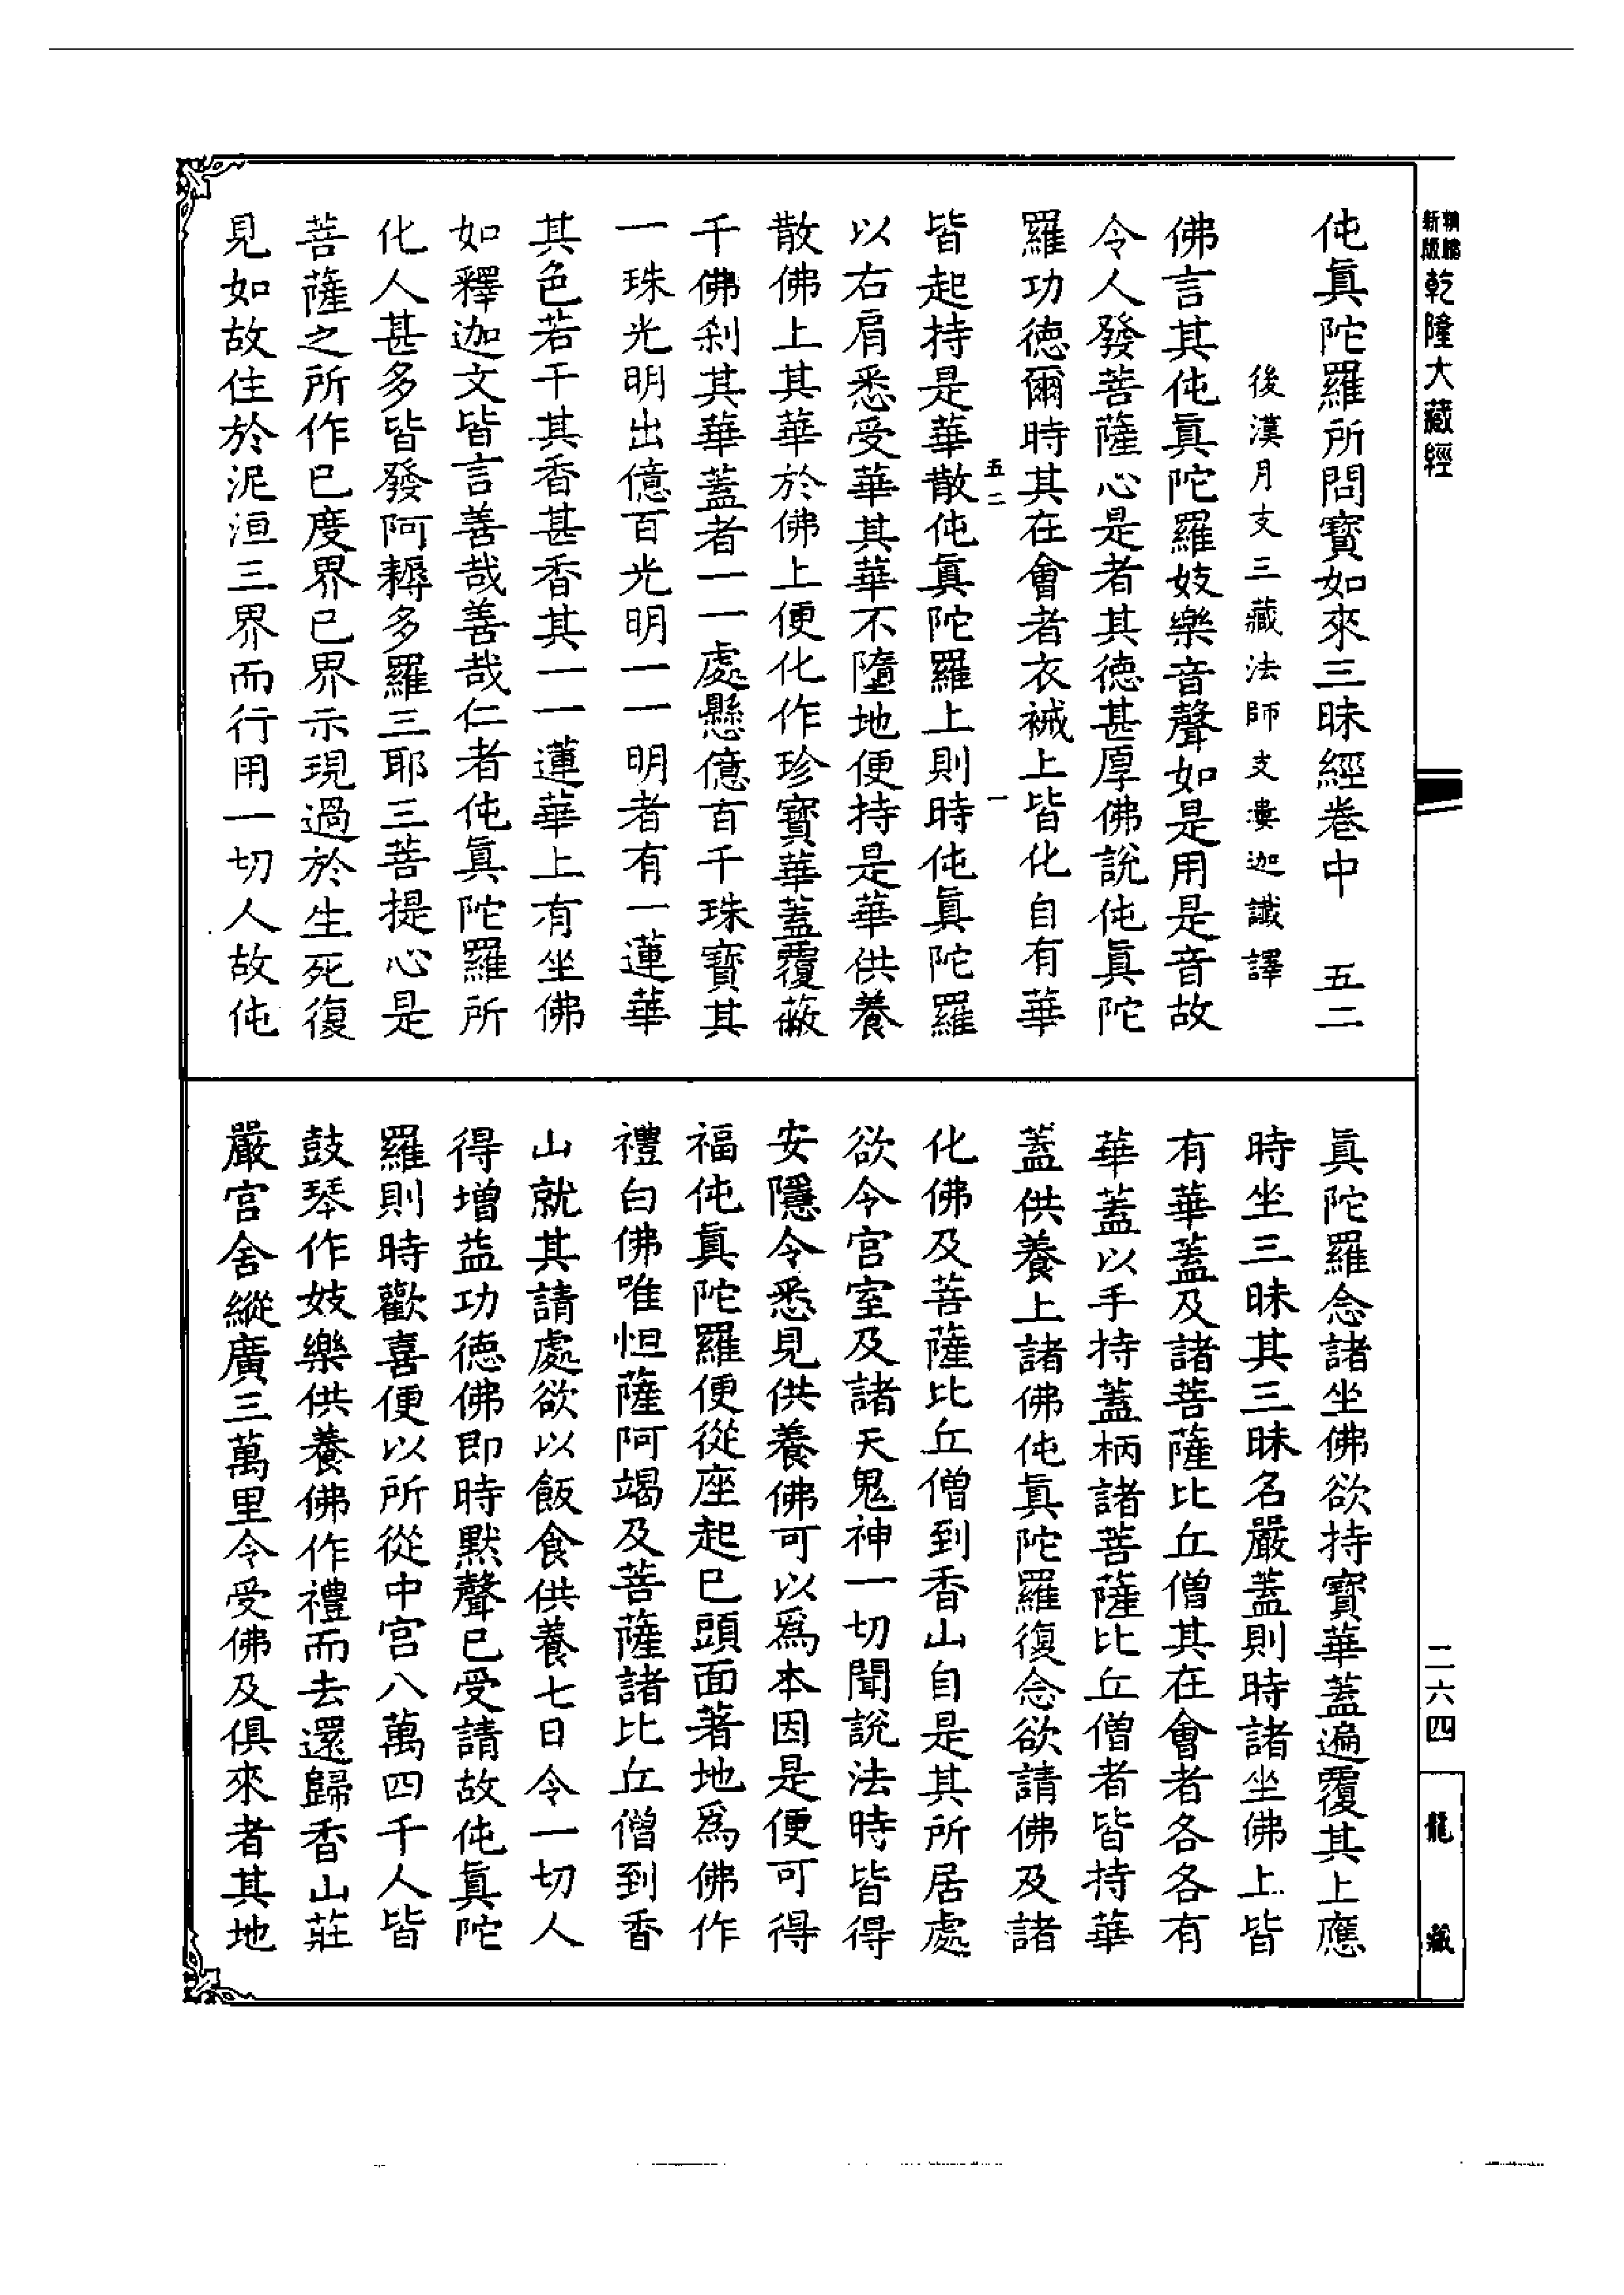 新版
乾隆大藏經
伅眞陀羅所問寶如來三昧經卷中 五二
後漢月支三藏法師支婁迦讖譯
佛言其伅眞陀羅妓樂音聲如是用是音故
令人發菩薩心是者其德甚厚佛說伅眞陀
羅功德爾時其在會者衣裓上皆化自有華
五二 一
皆起持是華散伅眞陀羅上則時伅眞陀羅
以右肩悉受華其華不墮地便持是華供養
散佛上其華於佛上便化作珍寶華蓋覆蔽
千佛刹其華蓋者一一處懸億百千珠寶其
一珠光明出億百光明一一明者有一蓮華
其色若干其香甚香其一一蓮華上有坐佛
如釋迦文皆言善哉善哉仁者伅眞陀羅所
化人甚多皆發阿耨多羅三耶三菩提心是
菩薩之所作已度界已界示現過於生死復
見如故住於泥洹三界而行用一切人故伅
眞陀羅念諸坐佛欲持寶華蓋遍覆其上應
時坐三昧其三昧名嚴蓋則時諸坐佛上皆
有華蓋及諸菩薩比丘僧其在會者各各有
華蓋以手持蓋柄諸菩薩比丘僧者皆持華
蓋供養上諸佛伅眞陀羅復念欲請佛及諸
化佛及菩薩比丘僧到香山自是其所居處
欲令宮室及諸天鬼神一切聞說法時皆得
安隱令悉見供養佛可以爲本因是便可得
福伅眞陀羅便從座起已頭面著地爲佛作
禮白佛唯怛薩阿竭及菩薩諸比丘僧到香
山就其請處欲以飯食供養七日令一切人
得增益功德佛即時默聲已受請故伅眞陀
羅則時歡喜便以所從中宮八萬四千人皆
鼓琴作妓樂供養佛作禮而去還歸香山莊
嚴宮舍縱廣三萬里令受佛及俱來者其地
二六四
龍藏